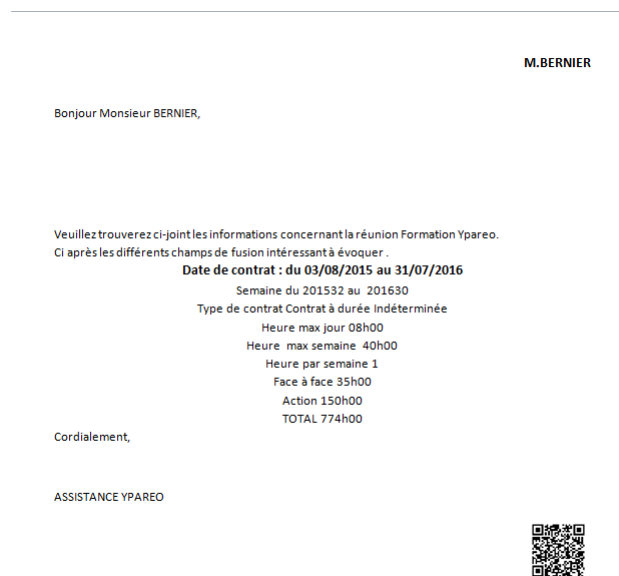 M.BERNIER
Bonjour Monsieur BERNIER,
Veuillez trouverez ci-joint les informations concernant la réunion Formation Ypareo.
Ci après les différents champs de fusion intéressant à évoquer .
Date de contrat : du 03/08/2015 au 31/07/2016
Semaine du 201532 au 201630
Type de contrat Contrat à durée Indéterminée
Heure max jour 08h00
Heure max semaine 40h00
Heure par semaine 1
Face à face 35h00
Action 150h00
TOTAL 774h00
Cordialement,
ASSISTANCE YPAREO